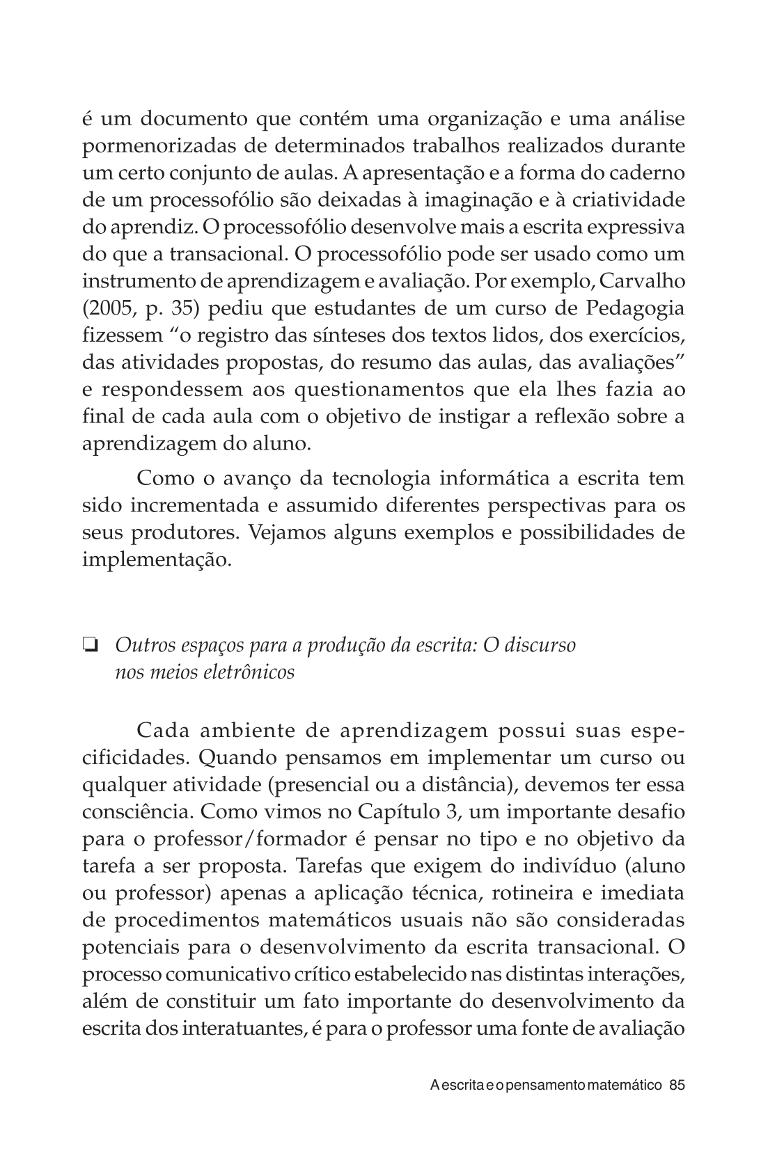 é um documento que contém uma organização e uma análise
pormenorizadas de determinados trabalhos realizados durante
um certo conjunto de aulas. A apresentação e a forma do caderno
de um processofólio são deixadas à imaginação e à criatividade
do aprendiz. O processofólio desenvolve mais a escrita expressiva
do que a transacional. O processofólio pode ser usado como um
instrumento de aprendizagem e avaliação. Por exemplo, Carvalho
(2005, p. 35) pediu que estudantes de um curso de Pedagogia
fizessem “o registro das sínteses dos textos lidos, dos exercícios,
das atividades propostas, do resumo das aulas, das avaliações”
e respondessem aos questionamentos que ela lhes fazia ao
final de cada aula com o objetivo de instigar a reflexão sobre a
aprendizagem do aluno.
Como o avanço da tecnologia informática a escrita tem
sido incrementada e assumido diferentes perspectivas para os
seus produtores. Vejamos alguns exemplos e possibilidades de
implementação.
❏ Outros espaços para a produção da escrita: O discurso
nos meios eletrônicos
Cada ambiente de aprendizagem possui suas espe-
cificidades. Quando pensamos em implementar um curso ou
qualquer atividade (presencial ou a distância), devemos ter essa
consciência. Como vimos no Capítulo 3, um importante desafio
para o professor/formador é pensar no tipo e no objetivo da
tarefa a ser proposta. Tarefas que exigem do indivíduo (aluno
ou professor) apenas a aplicação técnica, rotineira e imediata
de procedimentos matemáticos usuais não são consideradas
potenciais para o desenvolvimento da escrita transacional. O
processo comunicativo crítico estabelecido nas distintas interações,
além de constituir um fato importante do desenvolvimento da
escrita dos interatuantes, é para o professor uma fonte de avaliação
A escrita e o pensamento matemático 85